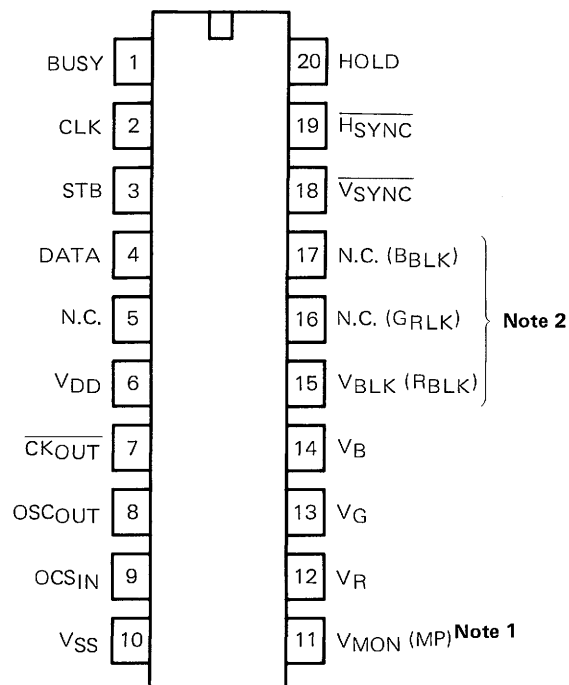 BUSY 1 20 HOLD
CLK 2 19 HSYNC
STB 3 18 VSYNC
DATA 4 17 N.C. (BBLK)
N.C. 5 16 N.C. (GRLK) Note 2
VDD 6 15 VBLK (RBLK)
CKOUT 7 14 VB
OSCOUT 8 13 VG
OCSIN 9 12 VR
VSS 10 11 VMON (MP) Note 1